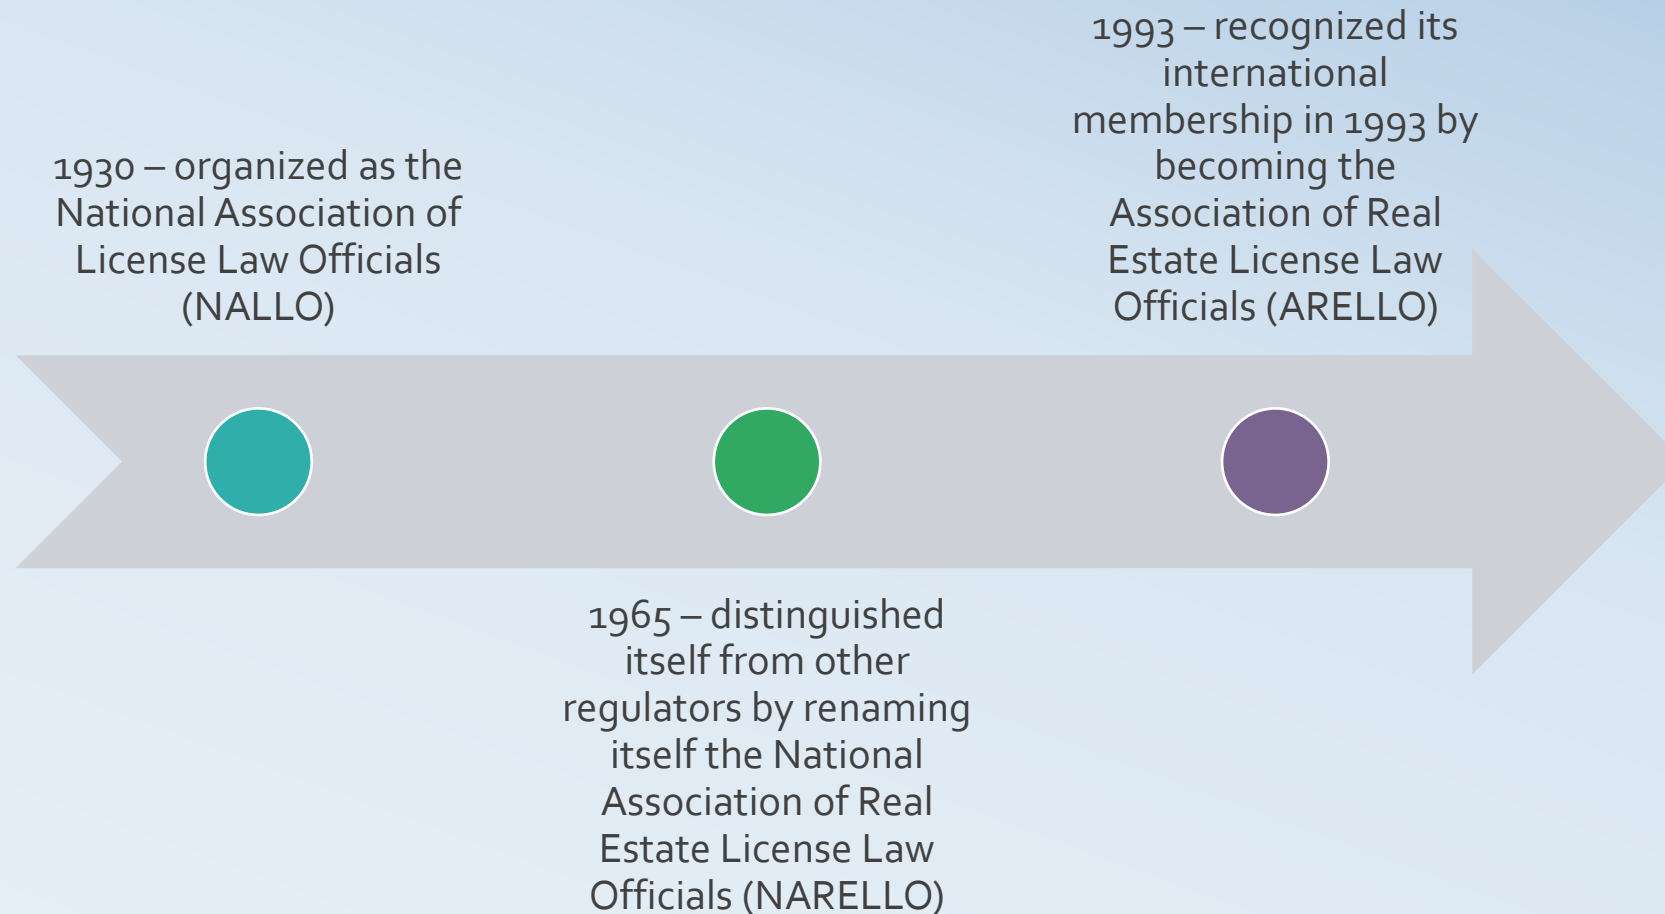 1930 – organized as the
National Association of
License Law Officials
(NALLO)
1965 – distinguished
itself from other
regulators by renaming
itself the National
Association of Real
Estate License Law
Officials (NARELLO)
1993 – recognized its
international
membership in 1993 by
becoming the
Association of Real
Estate License Law
Officials (ARELLO)